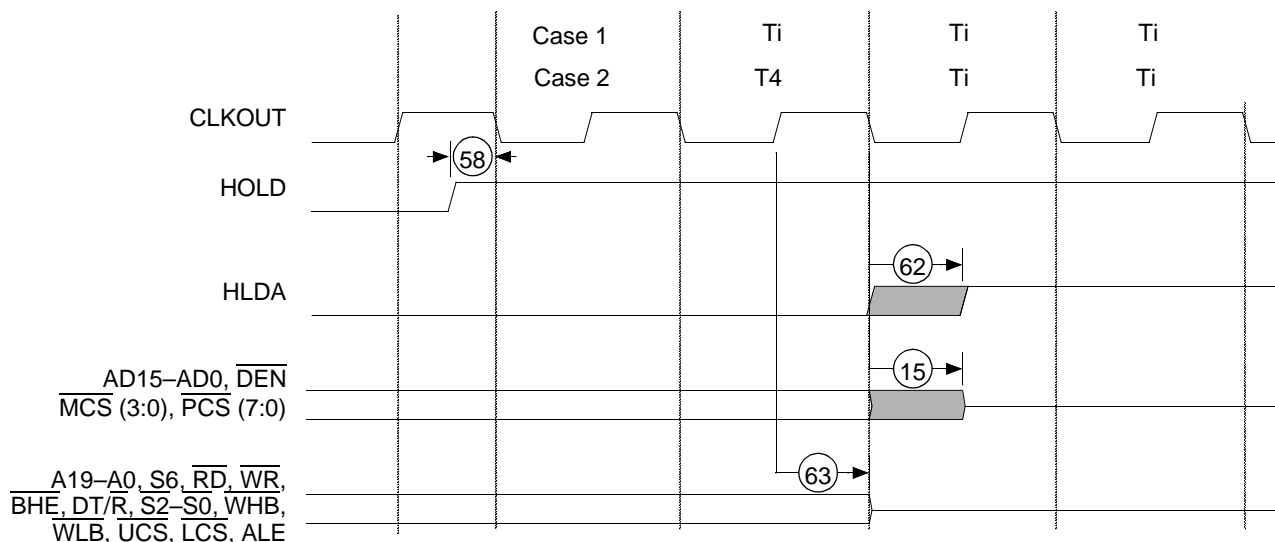 Case 1 Ti Ti Ti
Case 2 T4 Ti Ti
CLKOUT
58
HOLD
62
HLDA
15
AD15–AD0, DEN
MCS (3:0), PCS (7:0)
63
A19–A0, S6, RD, WR,
BHE, DT/R, S2–S0, WHB,
WLB, UCS, LCS, ALE